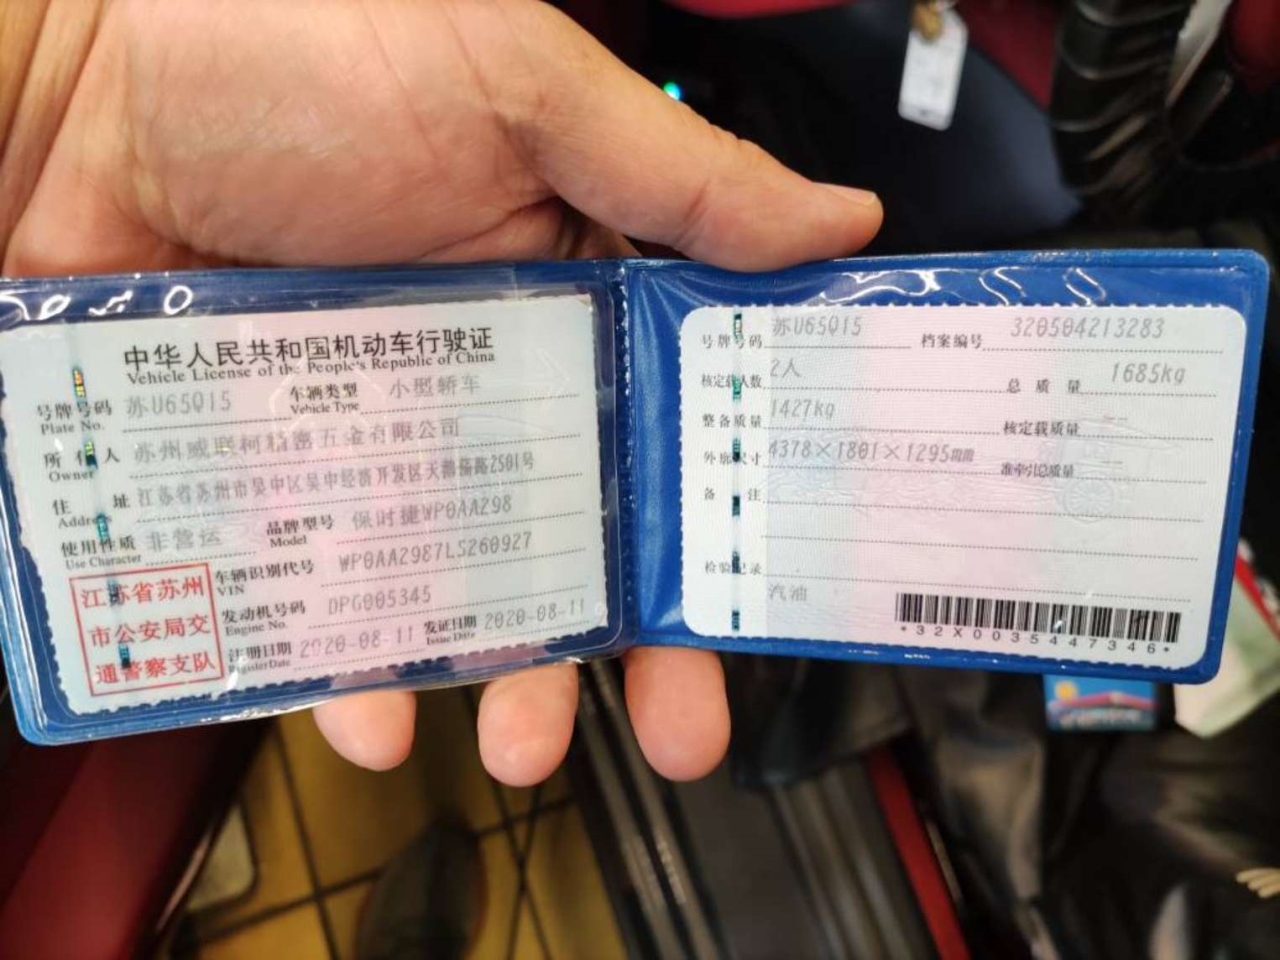 中华人民共和国机动车行驶证
Vehicle License of the People's Republic of China
号牌号码 苏U65Q15 车辆类型 小型轿车
Plate No. Vehicle Type
所有人 苏州威联柯精密五金有限公司
Owner
住址 江苏省苏州市吴中区吴中经济开发区天 路2501号
Address
使用性质 非营运 品牌型号 保时捷WP0AA298
Use Character Model
车辆识别代号 WP0AA2987LS260927
VIN
发动机号码 DPG005345
Engine No.
注册日期 2020-08-11 发证日期 2020-08-11
Register Date Issue Date
江苏省苏州
市公安局交
通警察支队
号牌号码 苏U65Q15 档案编号 320504213283
核定载人数 2人 总质量 1685kg
整备质量 1427kg 核定载质量 --
外廓尺寸 4378×1801×1295mm 准牵引总质量 --
备注
检验记录
汽油
*32X0035447346*